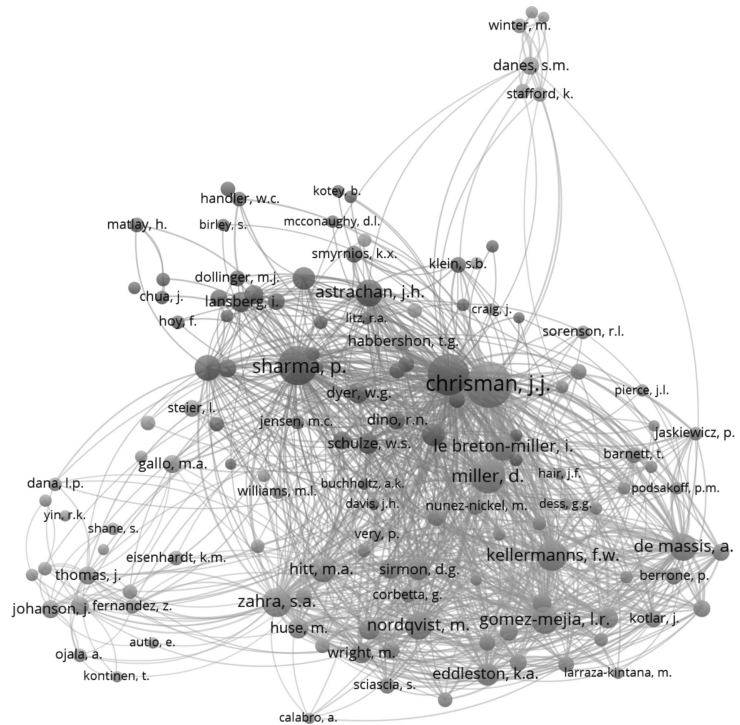 winter, m.
danes, s.m.
stafford, k.
kotey, b.
handler, w.c.
matlay, h.
birley, s.
mcconaughy, d.l.
smyrnios, k.x.
klein, s.b.
dollinger, m.j.
chua, j.
lansberg, i.
astrachan, j.h.
craig, j.
hoy, f.
litz, r.a.
sorenson, r.l.
habbershon, t.g.
sharma, p.
chrisman, j.j.
pierce, j.l.
dyer, w.g.
steier, l.
jensen, m.c.
dino, r.n.
jaskiewicz, p.
schulze, w.s.
le breton-miller, i.
barnett, t.
gallo, m.a.
miller, d.
hair, j.f.
dana, l.p.
williams, m.l.
buchholtz, a.k.
podsakoff, p.m.
davis, j.h.
nunez-nickel, m.
dess, g.g.
yin, r.k.
shane, s.
very, p.
de massis, a.
eisenhardt, k.m.
kellermanns, f.w.
thomas, j.
hitt, m.a.
sirmon, d.g.
berrone, p.
corbetta, g.
johanson, j.
fernandez, z.
zahra, s.a.
gomez-mejia, l.r.
kotlar, j.
huse, m.
nordqvist, m.
autio, e.
ojala, a.
wright, m.
kontinen, t.
eddleston, k.a.
larraza-kintana, m.
sciascia, s.
calabro, a.